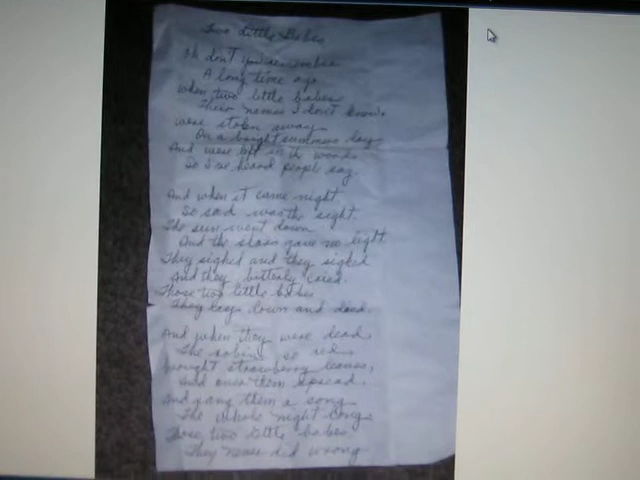 Two Little Babes
Oh don't you remember
A long time ago
when two little babes
Their names I don't know,
were stolen away
On a bright summers day
And were left in the woods
So I've heard people say.
And when it came night
So sad was the sight.
The sun went down
And the stars gave no light.
They sighed and they sighed
And they bitterly cried.
Those two little babes
They lay down and died.
And when they were dead,
The robins so red
brought strawberry leaves,
And over them spread.
And sang them a song
The whole night long
Those two little babes
They never did wrong